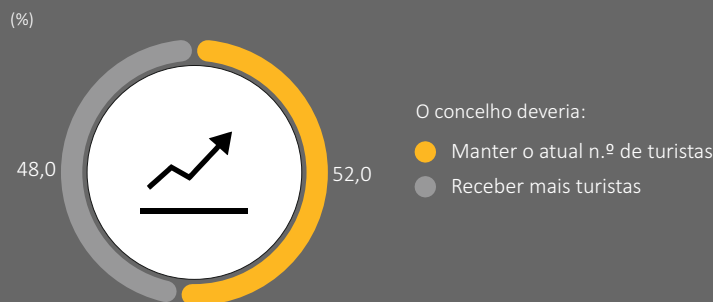 (%)
48,0
52,0
O concelho deveria:
Manter o atual n.º de turistas
Receber mais turistas